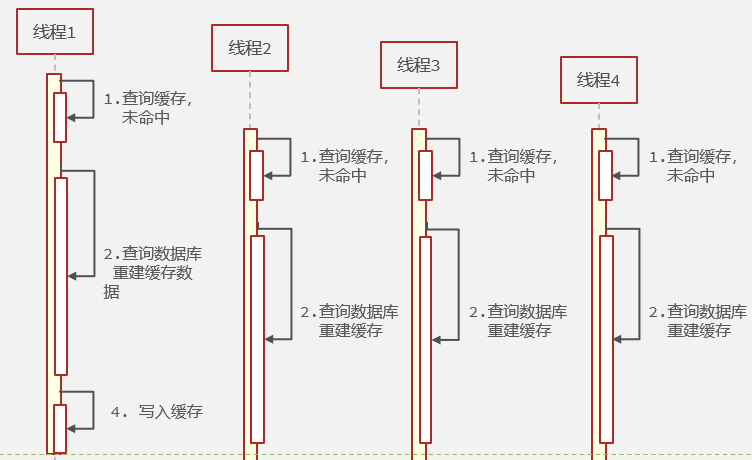 线程1
线程2
线程3
线程4
1.查询缓存,
未命中
2.查询数据库
重建缓存数
据
4. 写入缓存
1.查询缓存,
未命中
2.查询数据库
重建缓存
1.查询缓存,
未命中
2.查询数据库
重建缓存
1.查询缓存,
未命中
2.查询数据库
重建缓存